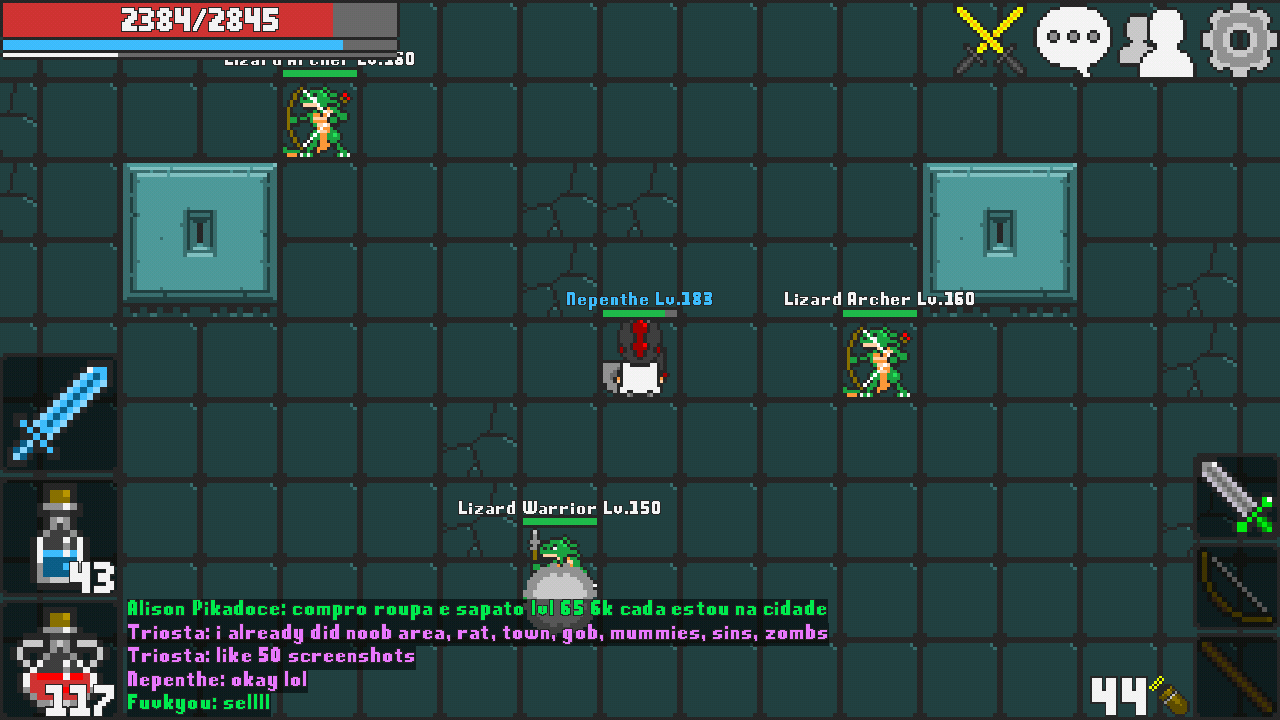 2384/2845
Lizard Archer Lv.160
Nepenthe Lv.183
Lizard Archer Lv.160
Lizard Warrior Lv.150
43
117
Alison Pikadoce: compro roupa e sapato lvl 65 6k cada estou na cidade
Triosta: i already did noob area, rat, town, gob, mummies, sins, zombs
Triosta: like 50 screenshots
Nepenthe: okay lol
Fuvkyou: sellll
44